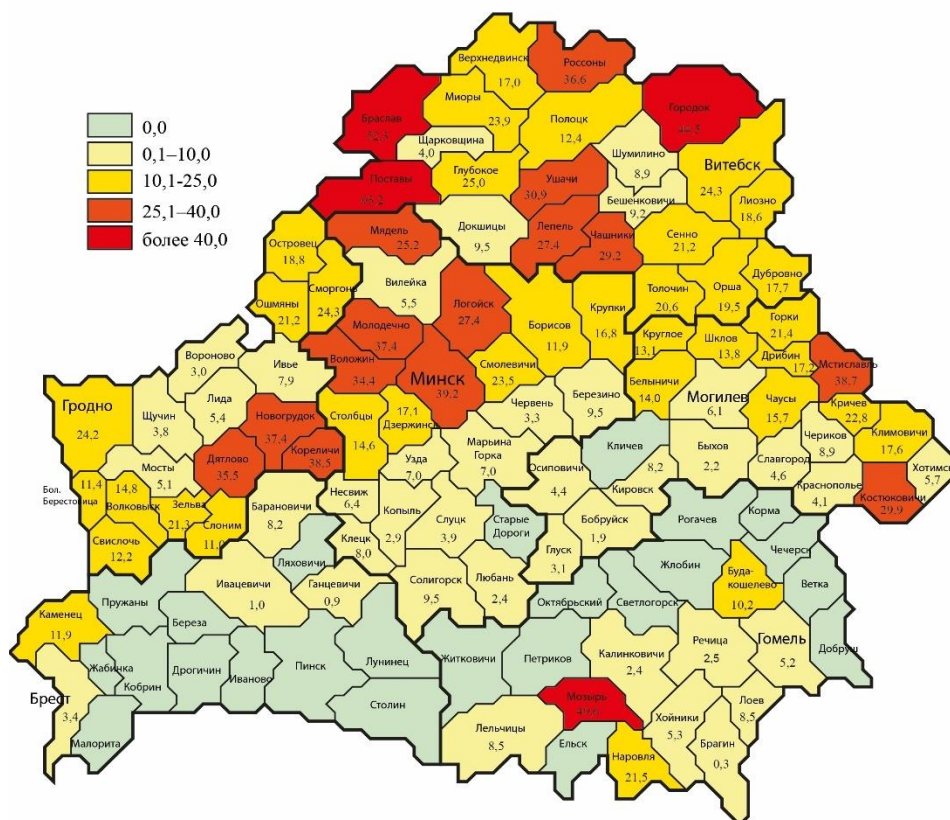 0,0
0,1–10,0
10,1-25,0
25,1–40,0
более 40,0
Верхнедвинск
17,0
Россоны
36,6
Миоры
23,9
Браслав
Полоцк
12,4
Городок
Шарковщина
4,0
Шумилино
8,9
Витебск
24,3
Глубокое
25,0
Поставы
Ушачи
30,9
Бешенковичи
9,2
Лиозно
18,6
Мядель
25,2
Докшицы
9,5
Лепель
27,4
Чашники
29,2
Сенно
21,2
Островец
18,8
Вилейка
5,5
Сморгонь
24,3
Ошмяны
21,2
Логойск
27,4
Борисов
11,9
Крупки
16,8
Толочин
20,6
Орша
19,5
Дубровно
17,7
Молодечно
37,4
Круглое
13,1
Шклов
13,8
Горки
21,4
Дрибин
17,2
Вороново
3,0
Ивье
7,9
Воложин
34,4
Минск
39,2
Смолевичи
23,5
Мстиславль
38,7
Белыничи
14,0
Могилев
6,1
Чаусы
15,7
Кричев
22,8
Гродно
24,2
Щучин
3,8
Лида
5,4
Новогрудок
37,4
Столбцы
14,6
17,1
Дзержинск
Червень
3,3
Березино
9,5
Климовичи
17,6
Кличев
Быхов
2,2
Чериков
8,9
Славгород
4,6
Хотимск
5,7
Мосты
5,1
Дятлово
35,5
Кореличи
38,5
Узда
7,0
Марьина
Горка
7,0
Осиповичи
4,4
8,2
Кировск
Краснополье
4,1
Костюковичи
29,9
Бол.
Берестовица
11,4
14,8
Волковыск
Зельва
21,3
Слоним
11,0
Барановичи
8,2
Несвиж
6,4
Копыль
2,9
Слуцк
3,9
Старые
Дороги
Бобруйск
1,9
Рогачев
Корма
Свислочь
12,2
Клецк
8,0
Глуск
3,1
Чечерск
Ляховичи
Жлобин
Буда-
кошелево
10,2
Ветка
Ивацевичи
1,0
Ганцевичи
0,9
Солигорск
9,5
Любань
2,4
Октябрьский
Светлогорск
Пружаны
Каменец
11,9
Береза
Добруш
Речица
2,5
Гомель
5,2
Жабинка
Кобрин
Дрогичин
Иваново
Пинск
Лунинец
Житковичи
Петриков
Калинковичи
2,4
Брест
3,4
Столин
Мозырь
Лоев
8,5
Хойники
5,3
Малорита
Лельчицы
8,5
Ельск
Наровля
21,5
Брагин
0,3